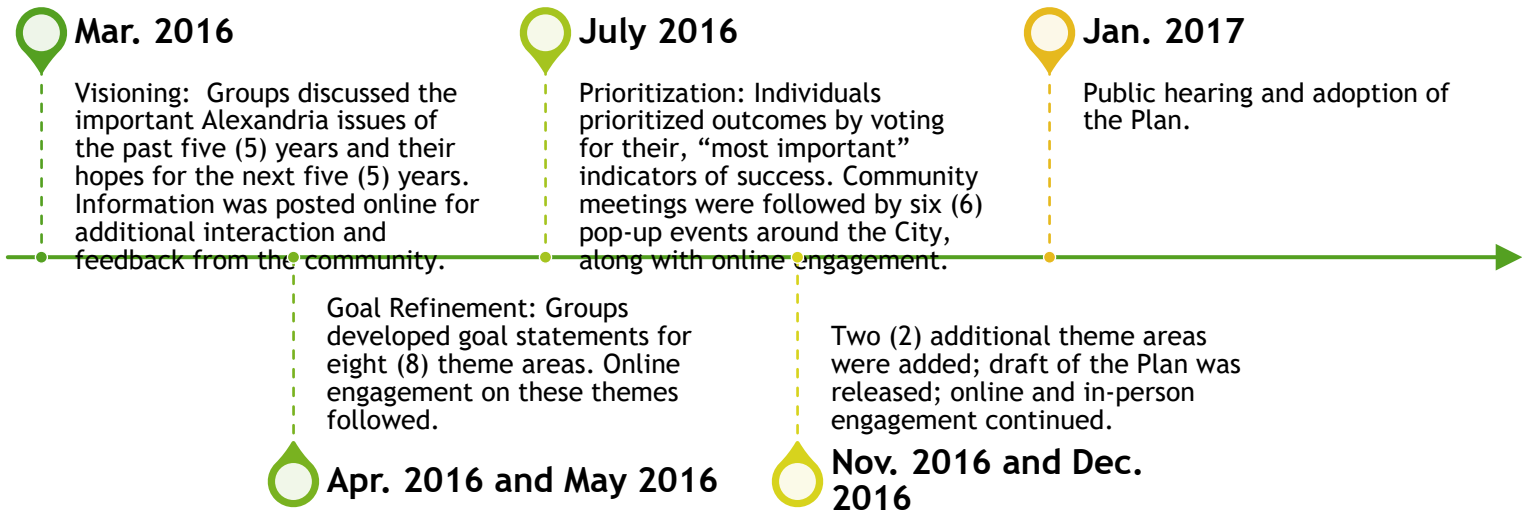 Mar. 2016
Visioning:  Groups discussed the
important Alexandria issues of
the past five (5) years and their
hopes for the next five (5) years.
Information was posted online for
additional interaction and
feedback from the community.
Goal Refinement: Groups
developed goal statements for
eight (8) theme areas. Online
engagement on these themes
followed.
Apr. 2016 and May 2016
July 2016
Prioritization: Individuals
prioritized outcomes by voting
for their, “most important”
indicators of success. Community
meetings were followed by six (6)
pop-up events around the City,
along with online engagement.
Two (2) additional theme areas
were added; draft of the Plan was
released; online and in-person
engagement continued.
Nov. 2016 and Dec.
2016
Jan. 2017
Public hearing and adoption of
the Plan.